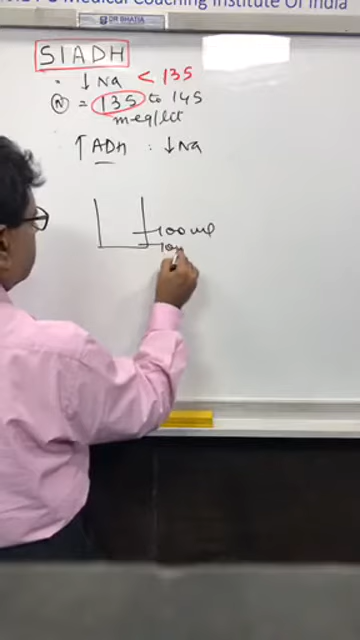 Medical Coaching Institute Of India
DR BHATIA
SIADH
↓ Na < 135
Ⓝ = 135 to 145
meq/Lit
↑ ADH : ↓ Na
100 ml